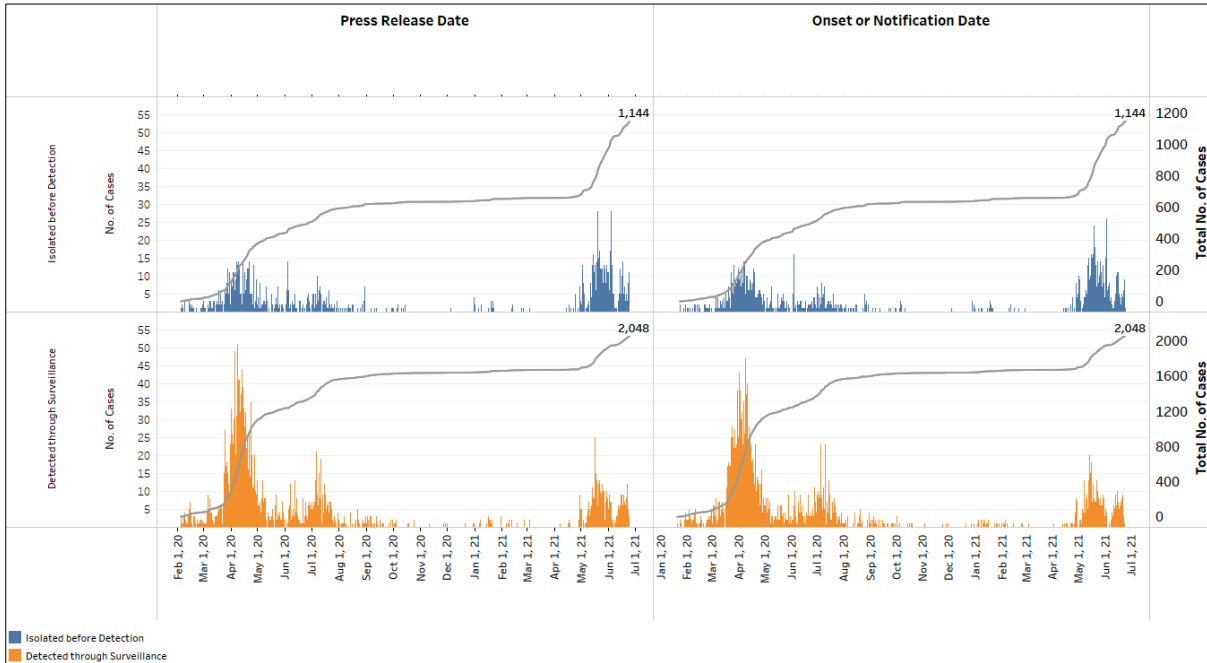 Press Release Date
Onset or Notification Date
Isolated before Detection
No. of Cases
55
50
45
40
35
30
25
20
15
10
5
1,144
1,144
1200
1000
800
600
400
200
0
Total No. of Cases
Detected through Surveillance
No. of Cases
55
50
45
40
35
30
25
20
15
10
5
2,048
2,048
2000
1600
1200
800
400
0
Total No. of Cases
Feb 1, 20
Mar 1, 20
Apr 1, 20
May 1, 20
Jun 1, 20
Jul 1, 20
Aug 1, 20
Sep 1, 20
Oct 1, 20
Nov 1, 20
Dec 1, 20
Jan 1, 21
Feb 1, 21
Mar 1, 21
Apr 1, 21
May 1, 21
Jun 1, 21
Jul 1, 21
Jan 1, 20
Feb 1, 20
Mar 1, 20
Apr 1, 20
May 1, 20
Jun 1, 20
Jul 1, 20
Aug 1, 20
Sep 1, 20
Oct 1, 20
Nov 1, 20
Dec 1, 20
Jan 1, 21
Feb 1, 21
Mar 1, 21
Apr 1, 21
May 1, 21
Jun 1, 21
Jul 1, 21
Isolated before Detection
Detected through Surveillance